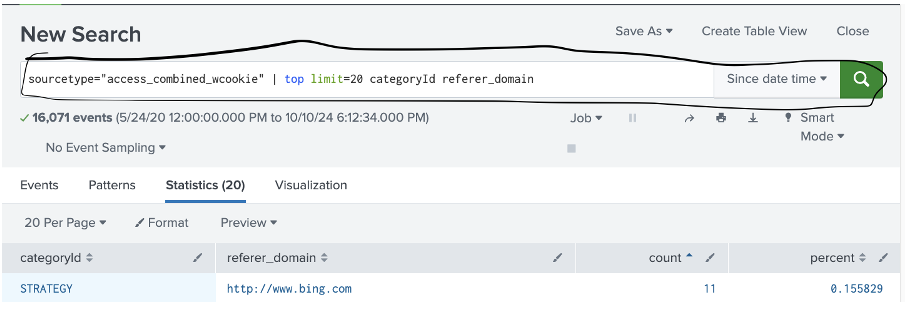 New Search
Save As Create Table View Close
sourcetype="access_combined_wcookie" | top limit=20 categoryId referer_domain
Since date time
16,071 events (5/24/20 12:00:00.000 PM to 10/10/24 6:12:34.000 PM)
Job
Smart Mode
No Event Sampling
Events Patterns Statistics (20) Visualization
20 Per Page Format Preview
categoryId referer_domain count percent
STRATEGY http://www.bing.com 11 0.155829